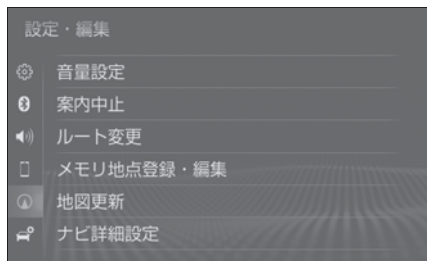 設定・編集
音量設定
案内中止
ルート変更
メモリ地点登録・編集
地図更新
ナビ詳細設定